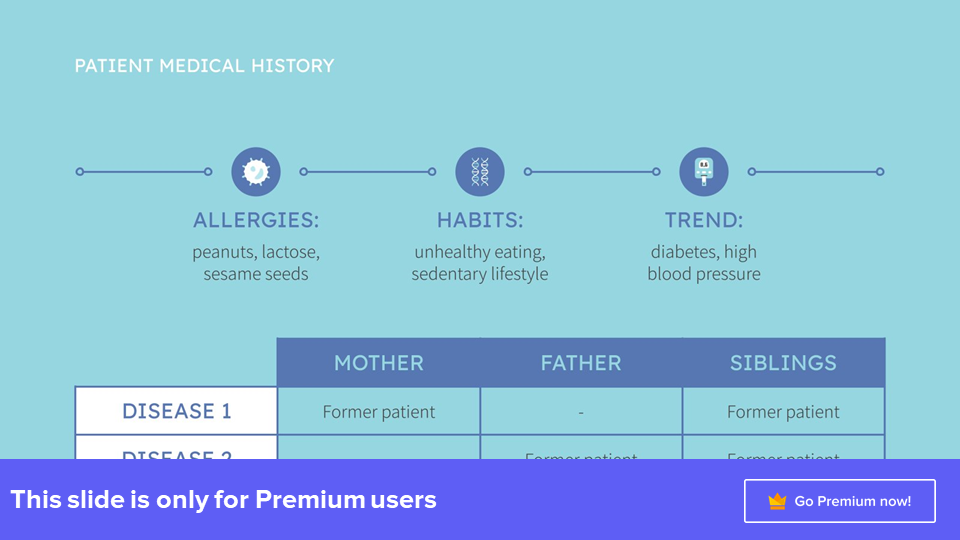 PATIENT MEDICAL HISTORY
ALLERGIES: HABITS: TREND:
peanuts, lactose, unhealthy eating, diabetes, high
sesame seeds sedentary lifestyle blood pressure
MOTHER FATHER SIBLINGS
DISEASE 1 Former patient - Former patient
DISEASE 2 Former patient Former patient
This slide is only for Premium users
Go Premium now!